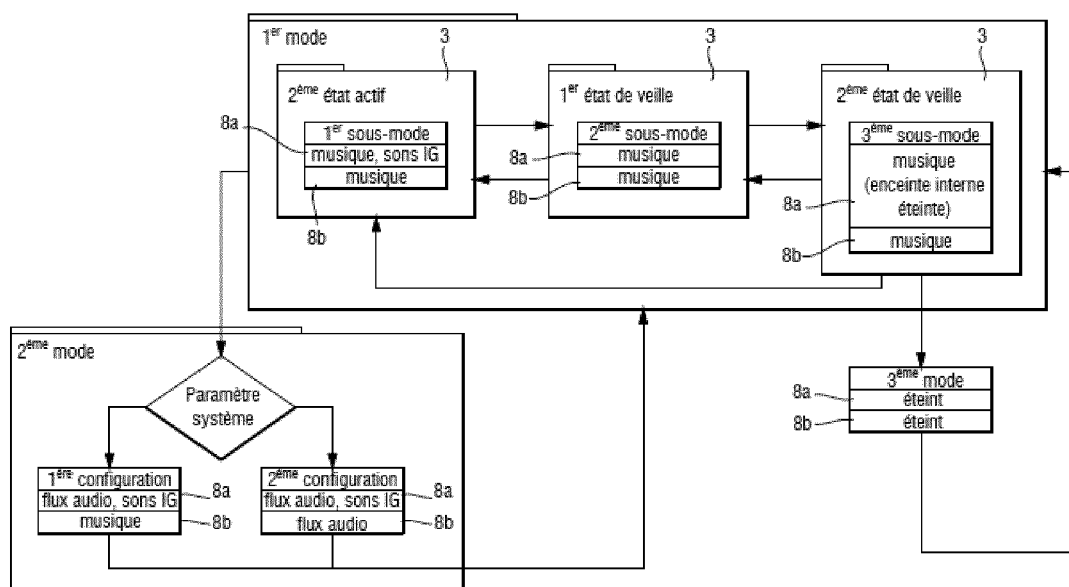 1er mode
3
3
3
2ème état actif
1er état de veille
2ème état de veille
8a
1er sous-mode
musique, sons IG
musique
8b
2ème sous-mode
8a
musique
musique
8b
3ème sous-mode
musique
(enceinte interne
éteinte)
8a
musique
8b
2ème mode
Paramètre
système
1ère configuration
flux audio, sons IG
8a
musique
8b
2ème configuration
flux audio, sons IG
8a
flux audio
8b
3ème mode
8a
éteint
8b
éteint